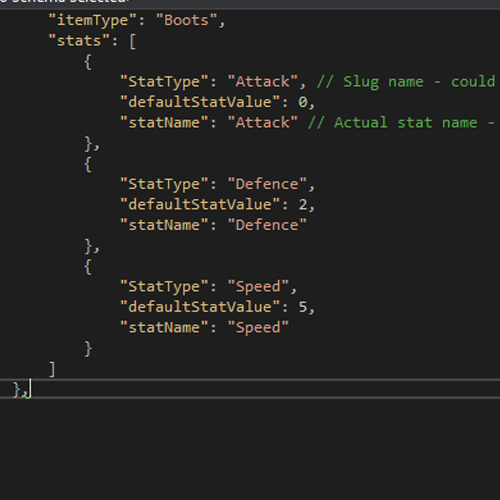 "itemType": "Boots",
"stats": [
{
"StatType": "Attack", // Slug name - could
"defaultStatValue": 0,
"statName": "Attack" // Actual stat name -
},
{
"StatType": "Defence",
"defaultStatValue": 2,
"statName": "Defence"
},
{
"StatType": "Speed",
"defaultStatValue": 5,
"statName": "Speed"
}
]
},